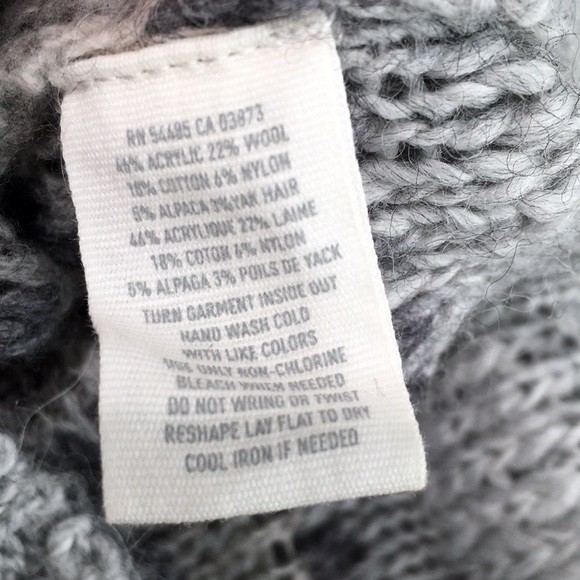 RN 54485 CA 03873
46% ACRYLIC 22% WOOL
18% COTTON 6% NYLON
5% ALPACA 3%YAK HAIR
46% ACRYLIQUE 22% LAINE
18% COTON 6% NYLON
5% ALPAGA 3% POILS DE YACK
TURN GARMENT INSIDE OUT
HAND WASH COLD
WITH LIKE COLORS
USE ONLY NON-CHLORINE
BLEACH WHEN NEEDED
DO NOT WRING OR TWIST
RESHAPE LAY FLAT TO DRY
COOL IRON IF NEEDED